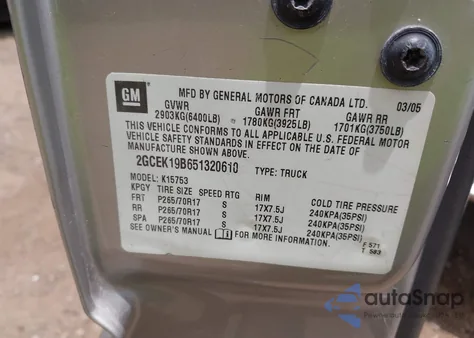 GM
MFD BY GENERAL MOTORS OF CANADA LTD. 03/05
GVWR GAWR FRT GAWR RR
2903KG(6400LB) 1780KG(3925LB) 1701KG(3750LB)
THIS VEHICLE CONFORMS TO ALL APPLICABLE U.S. FEDERAL MOTOR
VEHICLE SAFETY STANDARDS IN EFFECT ON THE DATE OF
MANUFACTURE SHOWN ABOVE.
2GCEK19B651320610 TYPE: TRUCK
MODEL: K15753
KPGY TIRE SIZE SPEED RTG RIM COLD TIRE PRESSURE
FRT P265/70R17 S 17X7.5J 240KPA(35PSI)
RR P265/70R17 S 17X7.5J 240KPA(35PSI)
SPA P265/70R17 S 17X7.5J 240KPA(35PSI)
SEE OWNER'S MANUAL FOR MORE INFORMATION.
F 571
T 583
autoSnap